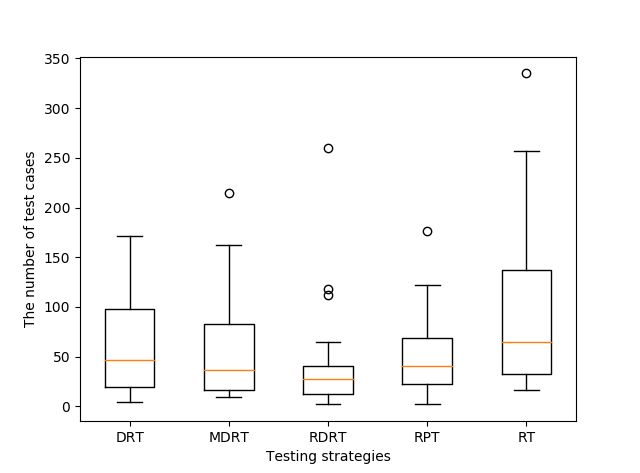 350
300
250
200
150
100
50
0
The number of test cases
DRT MDRT RDRT RPT RT
Testing strategies